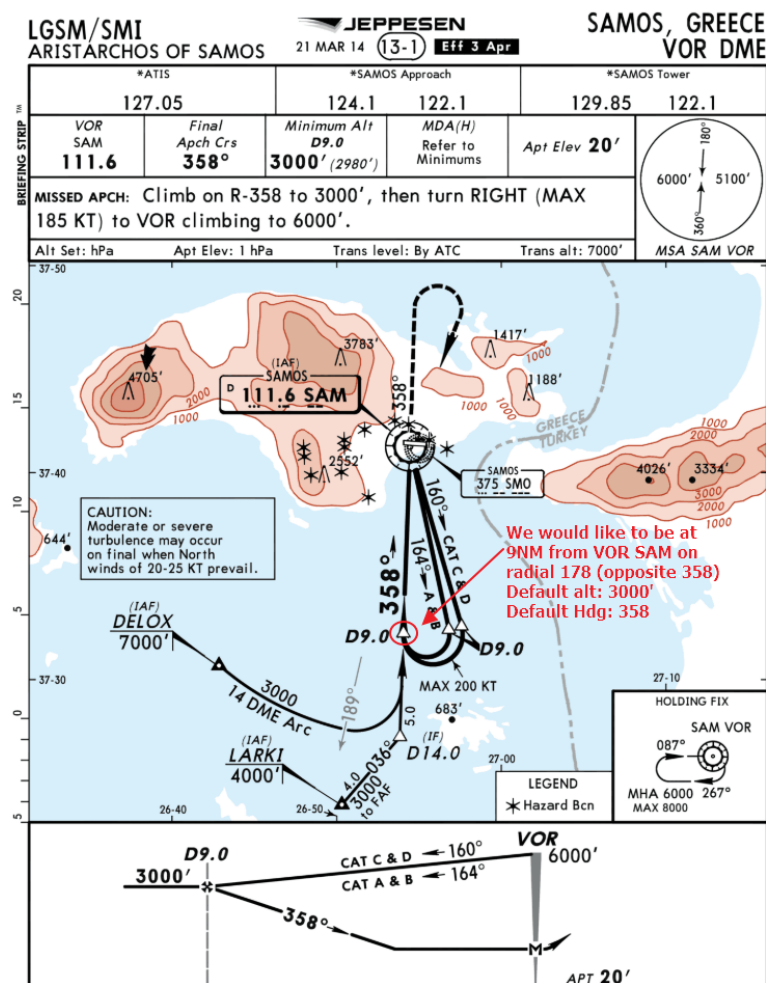 LGSM/SMI
ARISTARCHOS OF SAMOS
JEPPESEN
21 MAR 14 13-1 Eff 3 Apr
SAMOS, GREECE
VOR DME
BRIEFING STRIP TM
*ATIS
127.05
*SAMOS Approach
124.1 122.1
*SAMOS Tower
129.85 122.1
VOR
SAM
111.6
Final
Apch Crs
358°
Minimum Alt
D9.0
3000' (2980')
MDA(H)
Refer to
Minimums
Apt Elev 20'
180°
6000' 5100'
360°
MSA SAM VOR
MISSED APCH: Climb on R-358 to 3000', then turn RIGHT (MAX
185 KT) to VOR climbing to 6000'.
Alt Set: hPa Apt Elev: 1 hPa Trans level: By ATC Trans alt: 7000'
37-50
20
15
37-40
10
5
37-30
0
5
4705'
2000
1000
3783'
(IAF)
SAMOS
D 111.6 SAM
358°
1417'
1000
1188'
1000
1000
2552'
GREECE
TURKEY
SAMOS
375 SMO
1000
2000
4026'
3334'
3000
2000
1000
644'
CAUTION:
Moderate or severe
turbulence may occur
on final when North
winds of 20-25 KT prevail.
160°
CAT C & D
164°
A & B
358°
We would like to be at
9NM from VOR SAM on
radial 178 (opposite 358)
Default alt: 3000'
Default Hdg: 358
D9.0
D9.0
MAX 200 KT
(IAF)
DELOX
7000'
3000
14 DME Arc
189°
5.0
683'
(IF)
D14.0
(IAF)
LARKI
4000'
4.0
036°
3000
to FAF
26-40
26-50
27-00
27-10
LEGEND
Hazard Bcn
HOLDING FIX
SAM VOR
087°
267°
MHA 6000
MAX 8000
D9.0
3000'
CAT C & D 160°
CAT A & B 164°
VOR
6000'
358°
M
APT 20'